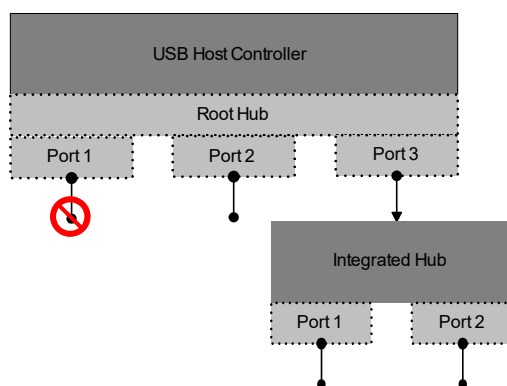 USB Host Controller
Root Hub
Port 1
Port 2
Port 3
Integrated Hub
Port 1
Port 2